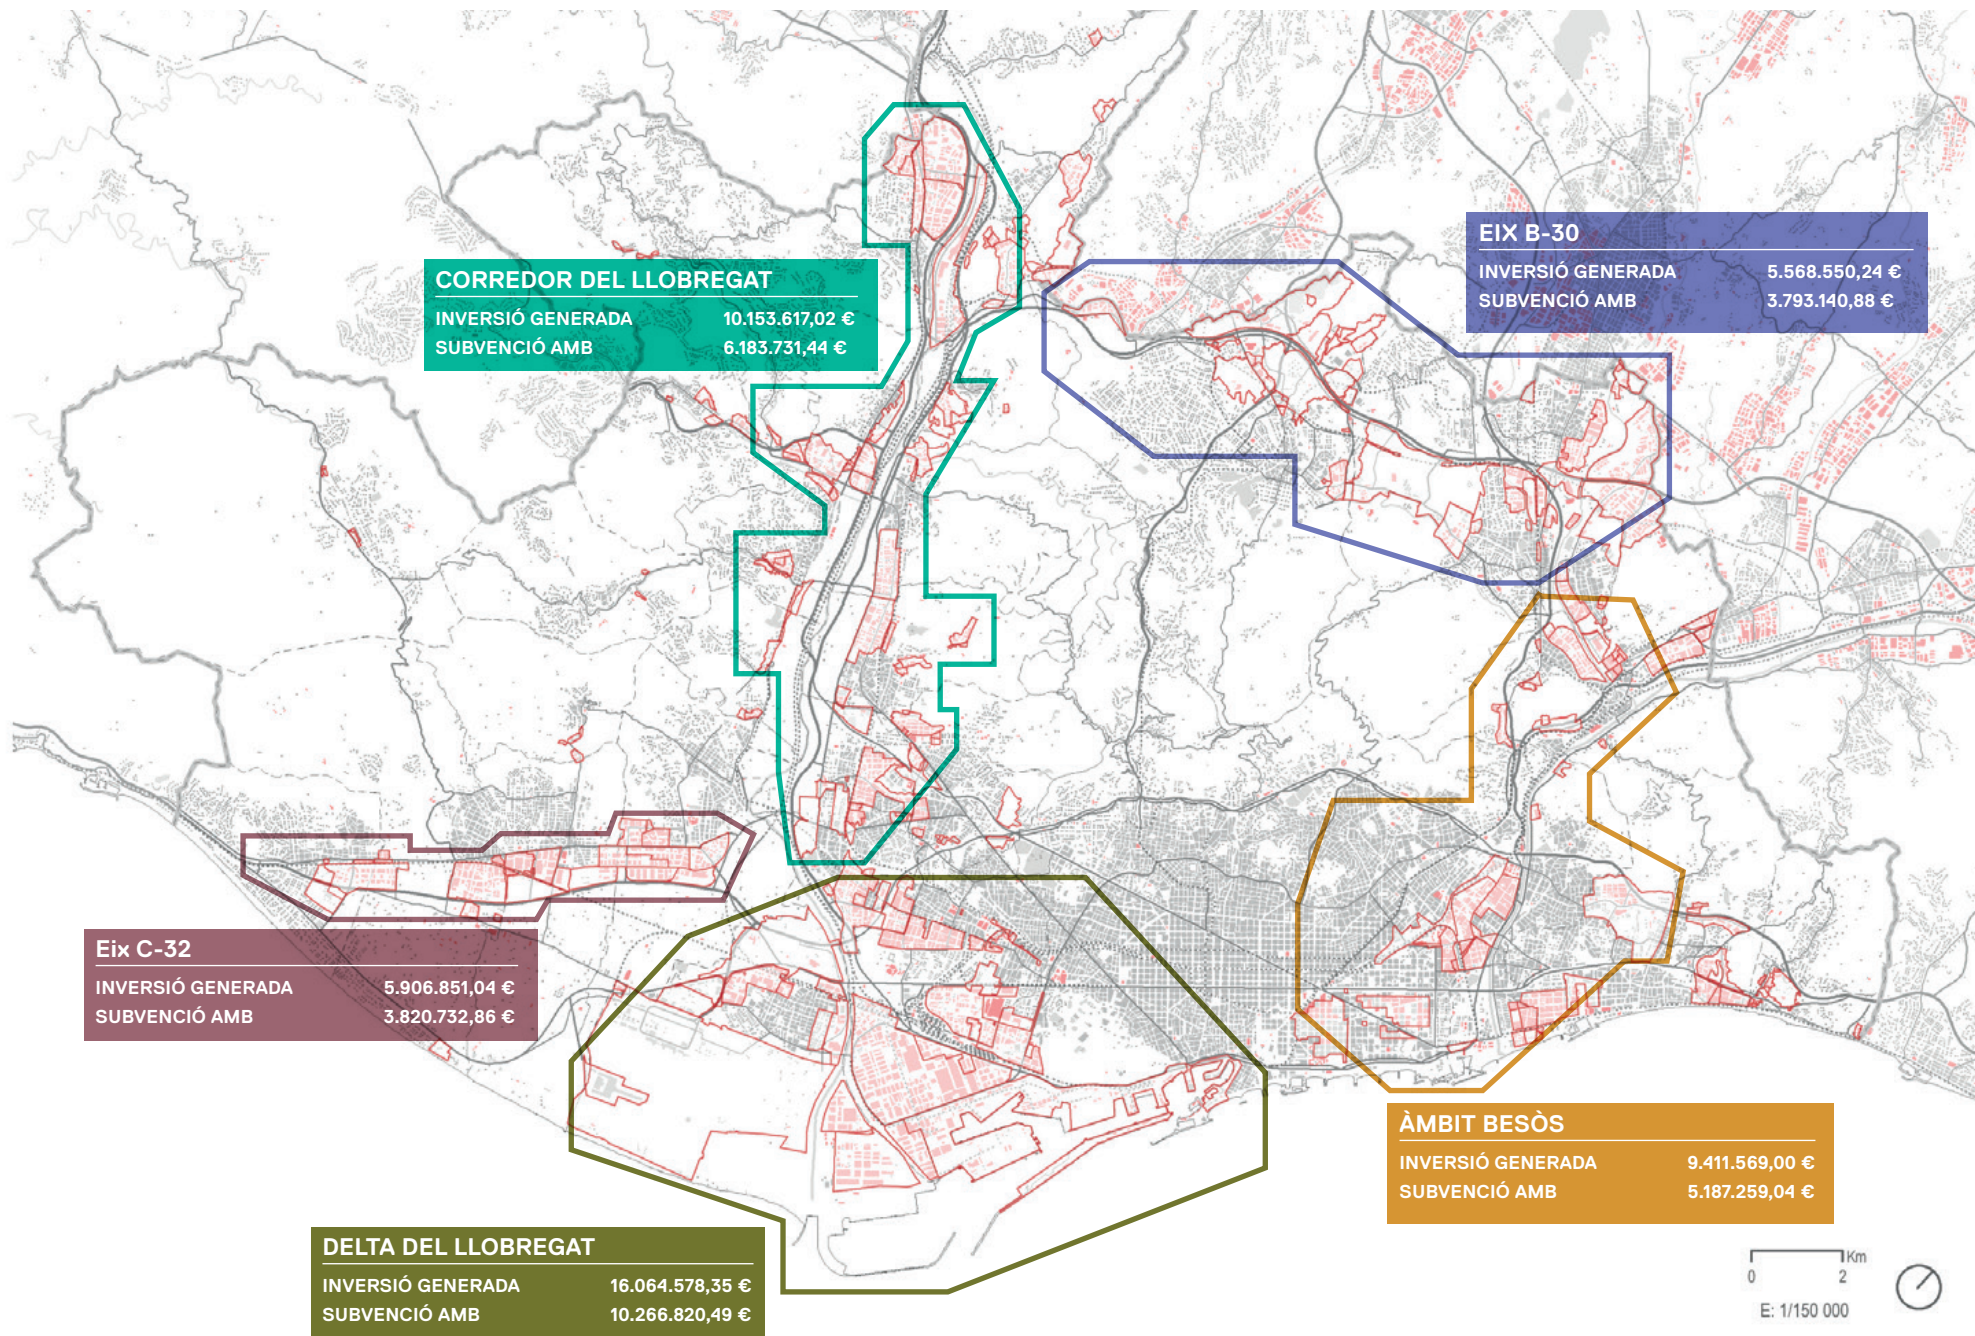 EIX B-30
INVERSIÓ GENERADA 5.568.550,24 €
SUBVENCIÓ AMB 3.793.140,88 €
CORREDOR DEL LLOBREGAT
INVERSIÓ GENERADA 10.153.617,02 €
SUBVENCIÓ AMB 6.183.731,44 €
Eix C-32
INVERSIÓ GENERADA 5.906.851,04 €
SUBVENCIÓ AMB 3.820.732,86 €
ÀMBIT BESÒS
INVERSIÓ GENERADA 9.411.569,00 €
SUBVENCIÓ AMB 5.187.259,04 €
DELTA DEL LLOBREGAT
INVERSIÓ GENERADA 16.064.578,35 €
SUBVENCIÓ AMB 10.266.820,49 €
Km
0 2
E: 1/150 000